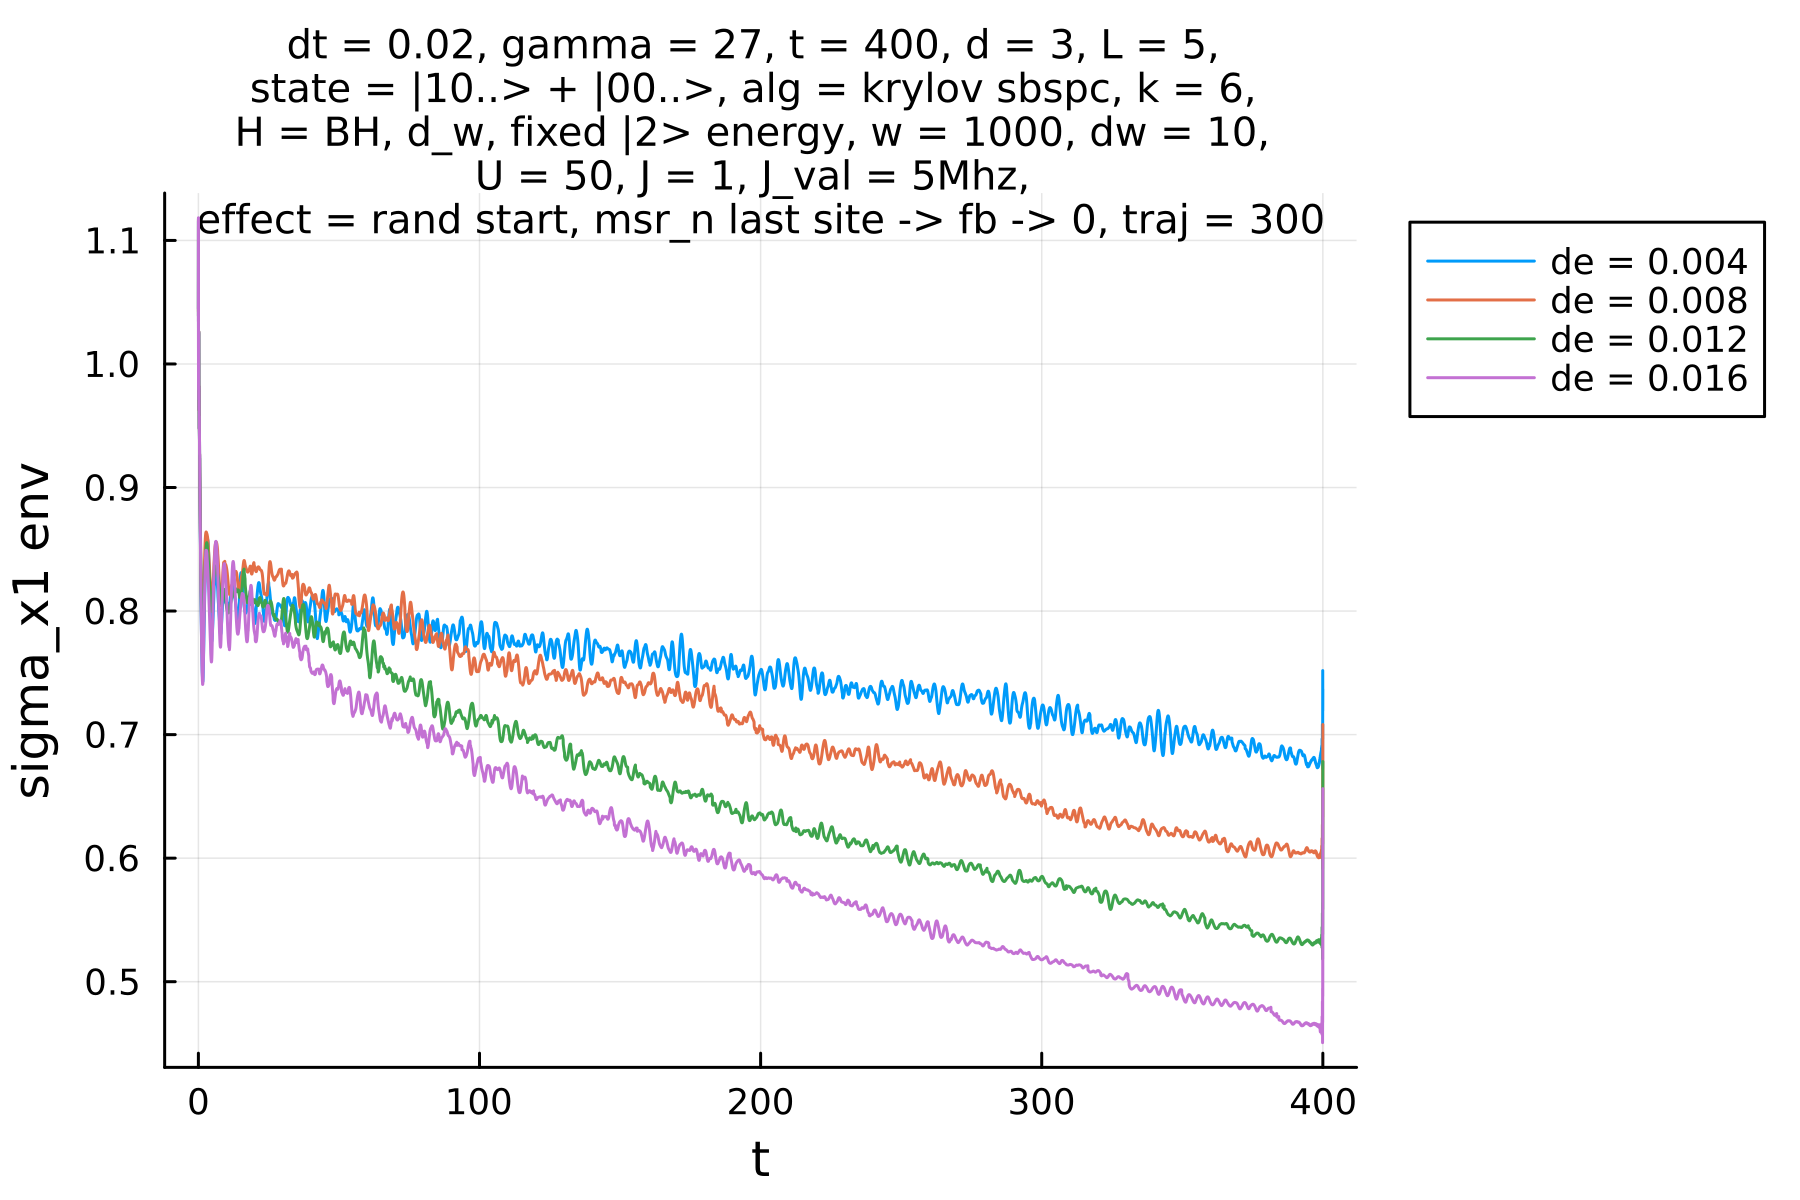 dt = 0.02, gamma = 27, t = 400, d = 3, L = 5,
state = |10..> + |00..>, alg = krylov sbspc, k = 6,
H = BH, d_w, fixed |2> energy, w = 1000, dw = 10,
U = 50, J = 1, J_val = 5Mhz,
effect = rand start, msr_n last site -> fb -> 0, traj = 300
de = 0.004
de = 0.008
de = 0.012
de = 0.016
sigma_x1 env
1.1
1.0
0.9
0.8
0.7
0.6
0.5
0 100 200 300 400
t